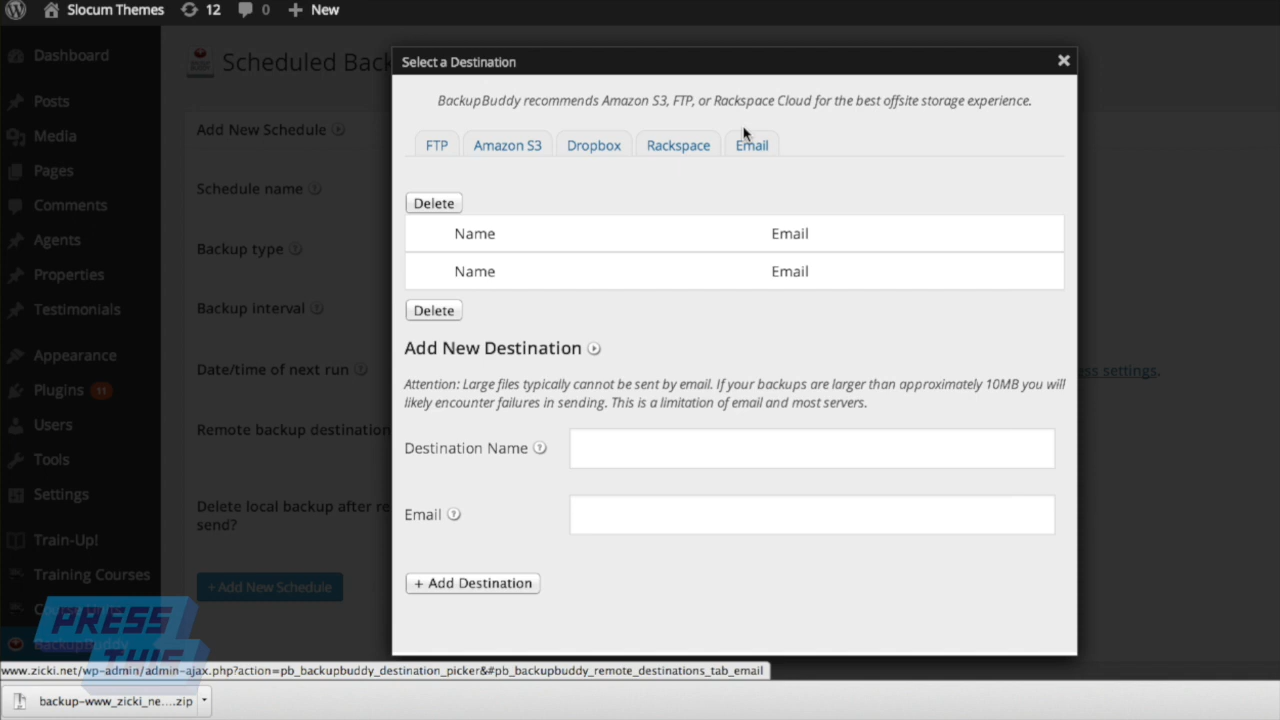 Slocum Themes 12 0 New
Dashboard
Posts
Media
Pages
Comments
Agents
Properties
Testimonials
Appearance
Plugins 11
Users
Tools
Settings
Train-Up!
Training Courses
BackupBuddy
PRESS
THIS
Scheduled Back
Add New Schedule
Schedule name ?
Backup type ?
Backup interval ?
Date/time of next run ?
Remote backup destination
Delete local backup after re
send?
+ Add New Schedule
ss settings.
Select a Destination
BackupBuddy recommends Amazon S3, FTP, or Rackspace Cloud for the best offsite storage experience.
FTP Amazon S3 Dropbox Rackspace Email
Delete
Name Email
Name Email
Delete
Add New Destination
Attention: Large files typically cannot be sent by email. If your backups are larger than approximately 10MB you will
likely encounter failures in sending. This is a limitation of email and most servers.
Destination Name ?
Email ?
+ Add Destination
www.zicki.net/wp-admin/admin-ajax.php?action=pb_backupbuddy_destination_picker&#pb_backupbuddy_remote_destinations_tab_email
backup-www_zicki_ne....zip